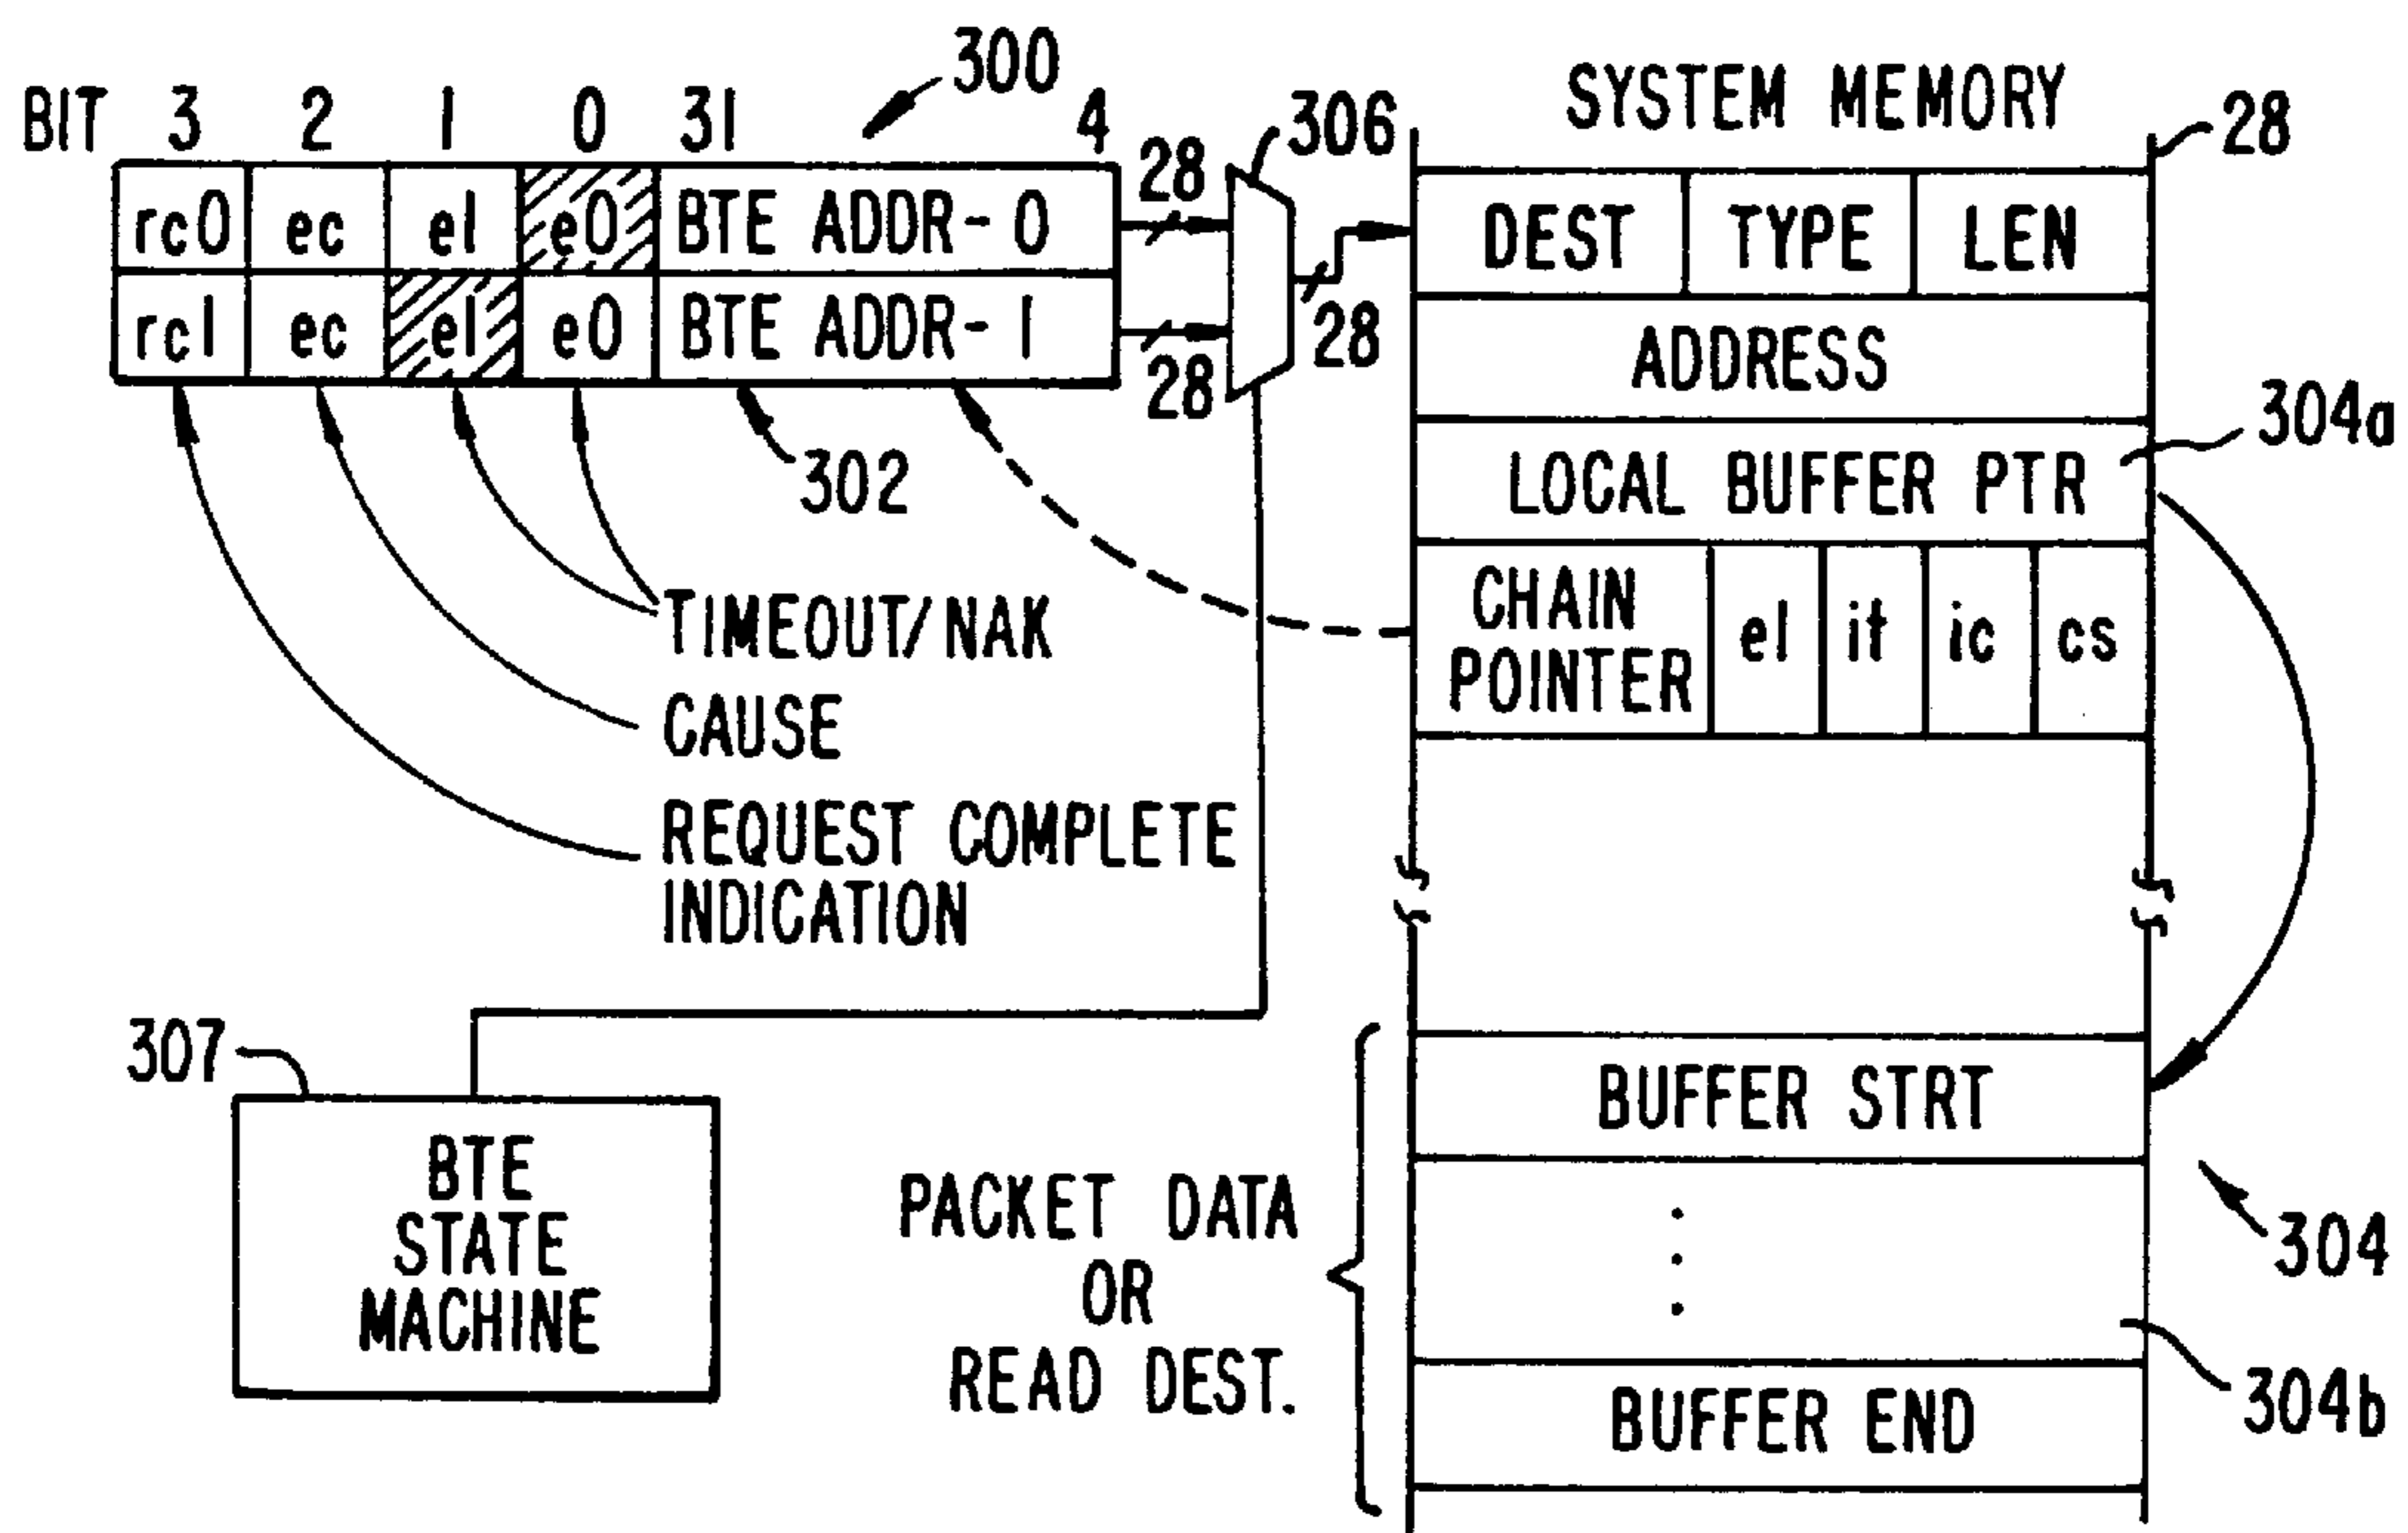 300
SYSTEM MEMORY
28
BIT 3 2 1 0 31 4
28
306
rc0 ec e1 e0 BTE ADDR- 0
DEST TYPE LEN
rc1 ec e1 e0 BTE ADDR- 1
28
28
ADDRESS
302
304a
LOCAL BUFFER PTR
TIMEOUT/NAK
CHAIN
POINTER
el it ic cs
CAUSE
REQUEST COMPLETE
INDICATION
307
BUFFER STRT
BTE
STATE
MACHINE
PACKET DATA
OR
READ DEST.
304
304b
BUFFER END